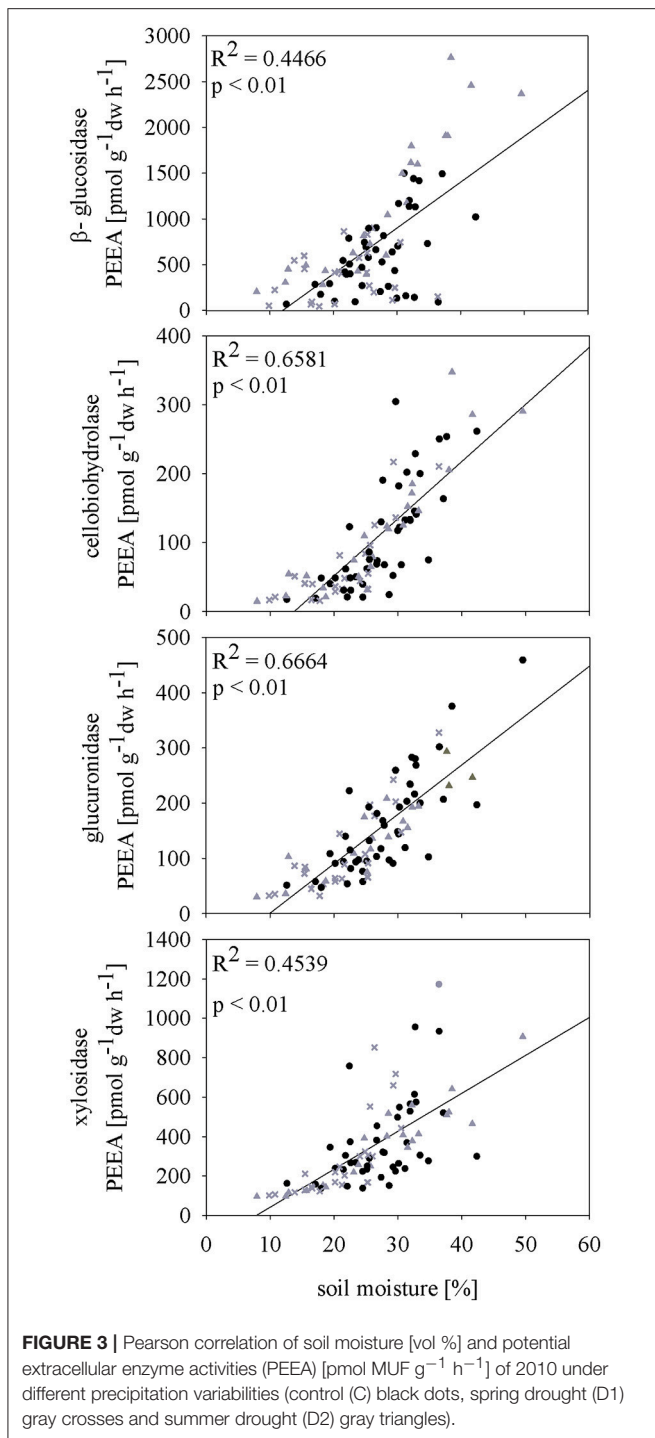 3000
2500
2000
1500
1000
500
0
β- glucosidase
PEEA [pmol g⁻¹dw h⁻¹]
R² = 0.4466
p < 0.01
400
300
200
100
0
cellobiohydrolase
PEEA [pmol g⁻¹dw h⁻¹]
R² = 0.6581
p < 0.01
500
400
300
200
100
0
glucuronidase
PEEA [pmol g⁻¹dw h⁻¹]
R² = 0.6664
p < 0.01
1400
1200
1000
800
600
400
200
0
xylosidase
PEEA [pmol g⁻¹dw h⁻¹]
R² = 0.4539
p < 0.01
0 10 20 30 40 50 60
soil moisture [%]
FIGURE 3 | Pearson correlation of soil moisture [vol %] and potential
extracellular enzyme activities (PEEA) [pmol MUF g⁻¹ h⁻¹] of 2010 under
different precipitation variabilities (control (C) black dots, spring drought (D1)
gray crosses and summer drought (D2) gray triangles).